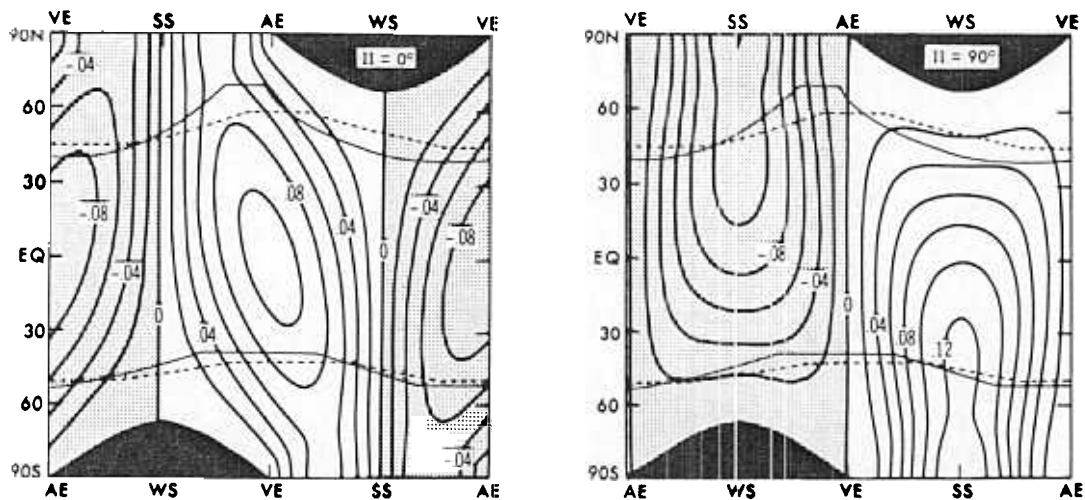 VE SS AE WS VE
90N
60
30
EQ
30
60
90S
AE WS VE SS AE
II = 0°
-.04
-.08
-.04
0
.04
.08
.04
0
-.04
-.08
-.04
VE SS AE WS VE
90N
60
30
EQ
30
60
90S
AE WS VE SS AE
II = 90°
-.08
-.04
0
.04
.08
.12